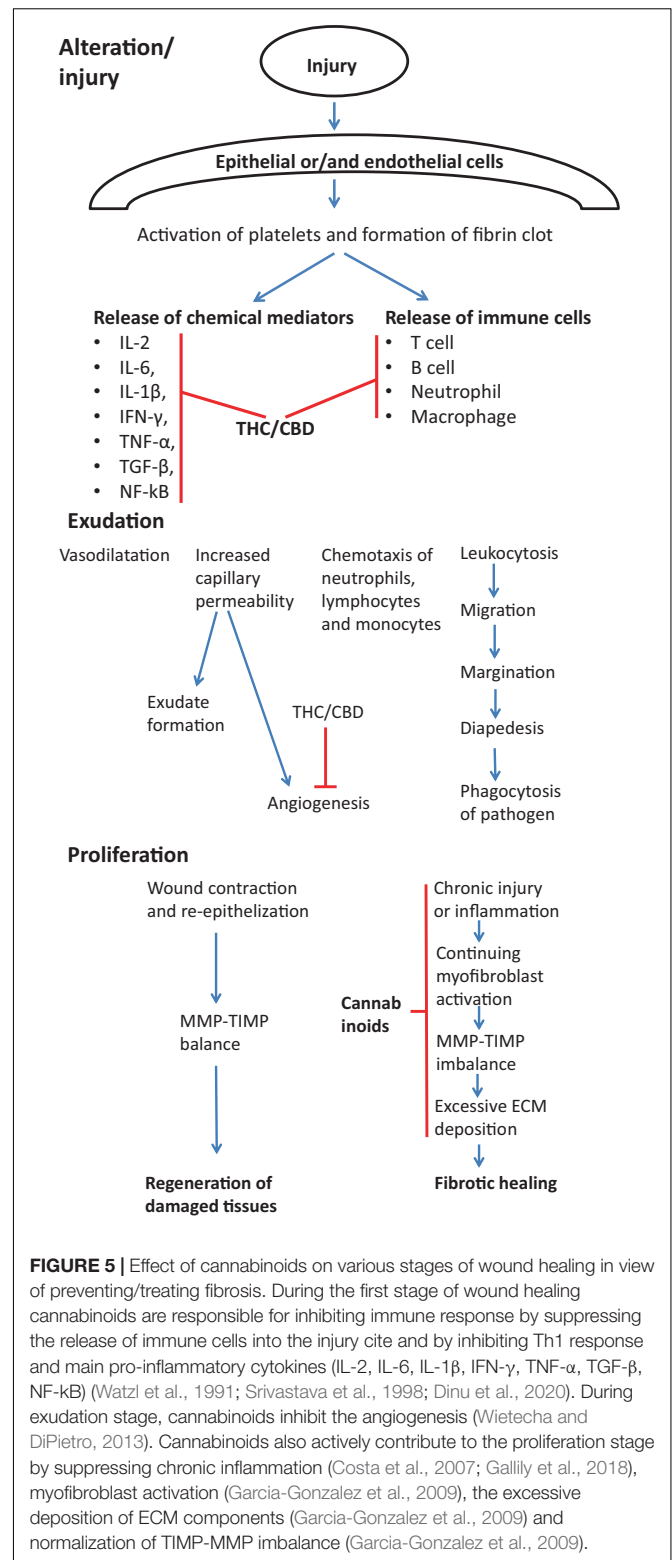 Alteration/
injury
Injury
Epithelial or/and endothelial cells
Activation of platelets and formation of fibrin clot
Release of chemical mediators
• IL-2
• IL-6,
• IL-1β,
• IFN-γ,
• TNF-α,
• TGF-β,
• NF-kB
THC/CBD
Release of immune cells
• T cell
• B cell
• Neutrophil
• Macrophage
Exudation
Vasodilatation
Increased
capillary
permeability
Chemotaxis of
neutrophils,
lymphocytes
and monocytes
Leukocytosis
Migration
Margination
Diapedesis
Phagocytosis
of pathogen
Exudate
formation
THC/CBD
Angiogenesis
Proliferation
Wound contraction
and re-epithelization
MMP-TIMP
balance
Regeneration of
damaged tissues
Cannab
inoids
Chronic injury
or inflammation
Continuing
myofibroblast
activation
MMP-TIMP
imbalance
Excessive ECM
deposition
Fibrotic healing
FIGURE 5 | Effect of cannabinoids on various stages of wound healing in view
of preventing/treating fibrosis. During the first stage of wound healing
cannabinoids are responsible for inhibiting immune response by suppressing
the release of immune cells into the injury cite and by inhibiting Th1 response
and main pro-inflammatory cytokines (IL-2, IL-6, IL-1β, IFN-γ, TNF-α, TGF-β,
NF-kB) (Watzl et al., 1991; Srivastava et al., 1998; Dinu et al., 2020). During
exudation stage, cannabinoids inhibit the angiogenesis (Wietecha and
DiPietro, 2013). Cannabinoids also actively contribute to the proliferation stage
by suppressing chronic inflammation (Costa et al., 2007; Gallily et al., 2018),
myofibroblast activation (Garcia-Gonzalez et al., 2009), the excessive
deposition of ECM components (Garcia-Gonzalez et al., 2009) and
normalization of TIMP-MMP imbalance (Garcia-Gonzalez et al., 2009).